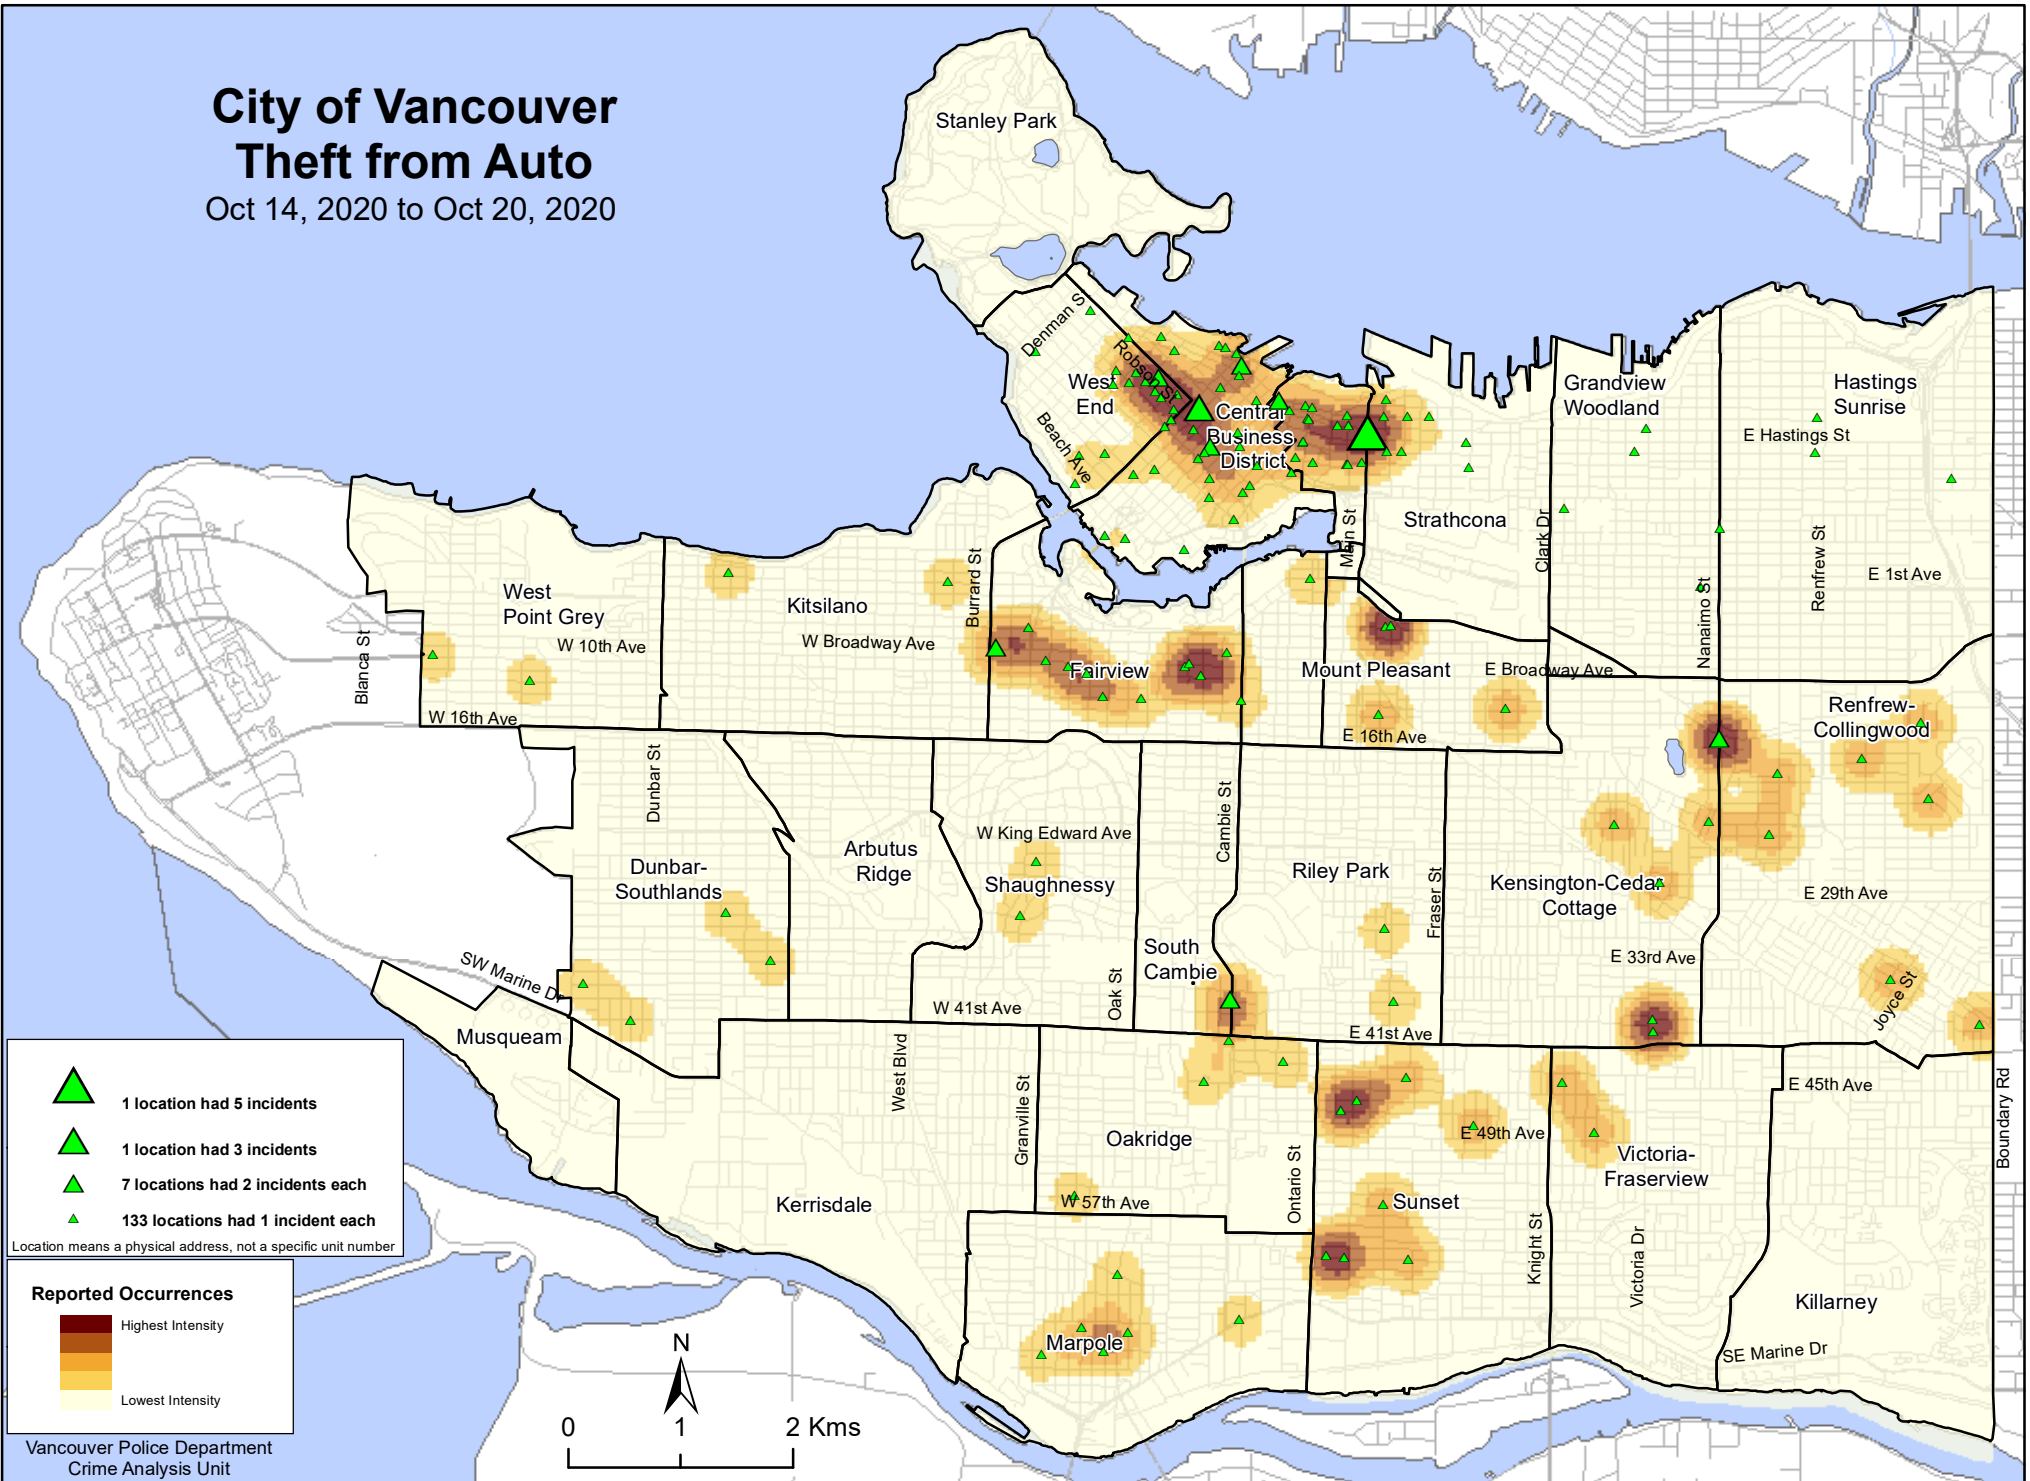 City of Vancouver
Theft from Auto
Oct 14, 2020 to Oct 20, 2020
Stanley Park
Denman St
Robson St
West
End
Beach Ave
Central
Business
District
Main St
Strathcona
Clark Dr
Grandview
Woodland
Hastings
Sunrise
E Hastings St
Nanaimo St
Renfrew St
E 1st Ave
West
Point Grey
W 10th Ave
Blanca St
W 16th Ave
Kitsilano
W Broadway Ave
Burrard St
Fairview
Mount Pleasant
E Broadway Ave
E 16th Ave
Renfrew-
Collingwood
Dunbar St
Dunbar-
Southlands
Arbutus
Ridge
W King Edward Ave
Shaughnessy
Cambie St
Riley Park
Fraser St
Kensington-Cedar
Cottage
E 29th Ave
South
Cambie
Oak St
W 41st Ave
E 33rd Ave
E 41st Ave
Joyce St
SW Marine Dr
Musqueam
West Blvd
Granville St
Oakridge
Ontario St
W 57th Ave
E 49th Ave
E 45th Ave
Boundary Rd
Victoria-
Fraserview
Kerrisdale
Sunset
Knight St
Victoria Dr
Killarney
Marpole
SE Marine Dr
1 location had 5 incidents
1 location had 3 incidents
7 locations had 2 incidents each
133 locations had 1 incident each
Location means a physical address, not a specific unit number
Reported Occurrences
Highest Intensity
Lowest Intensity
Vancouver Police Department
Crime Analysis Unit
N
0 1 2 Kms